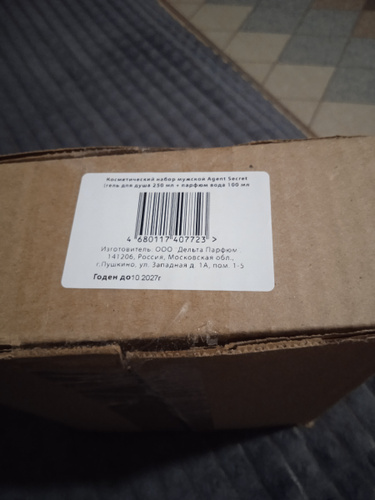 Косметический набор мужской Agent Secret
(гель для душа 250 мл + парфюм вода 100 мл
4 680117 407723 >
Изготовитель: ООО "Дельта Парфюм
141206, Россия, Московская обл.,
г.Пушкино, ул. Западная д. 1А, пом. 1-5
Годен до10.2027г